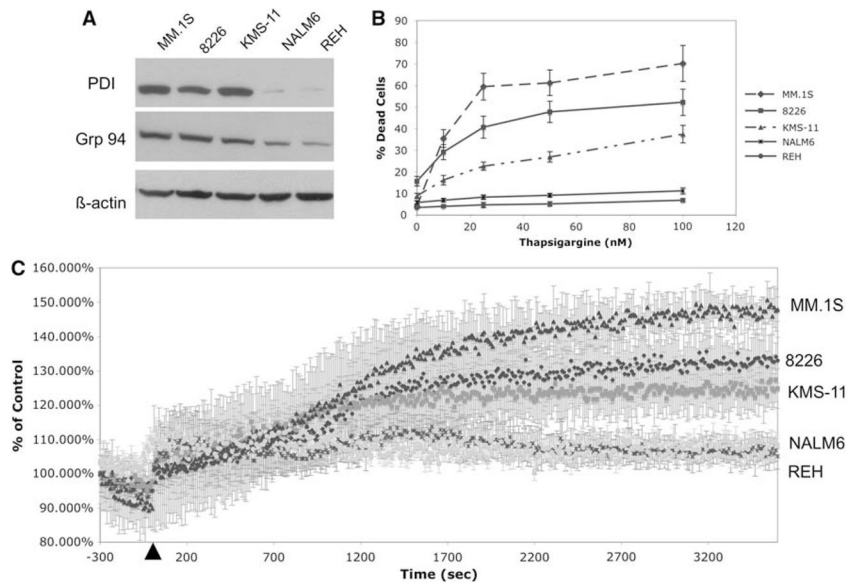 A
MM.1S
8226
KMS-11
NALM6
REH
PDI
Grp 94
ß-actin
B
90
80
70
60
50
40
30
20
10
0
% Dead Cells
0 20 40 60 80 100 120
Thapsigargine (nM)
MM.1S
8226
KMS-11
NALM6
REH
C
160.000%
150.000%
140.000%
130.000%
120.000%
110.000%
100.000%
90.000%
80.000%
% of Control
-300 200 700 1200 1700 2200 2700 3200
Time (sec)
MM.1S
8226
KMS-11
NALM6
REH